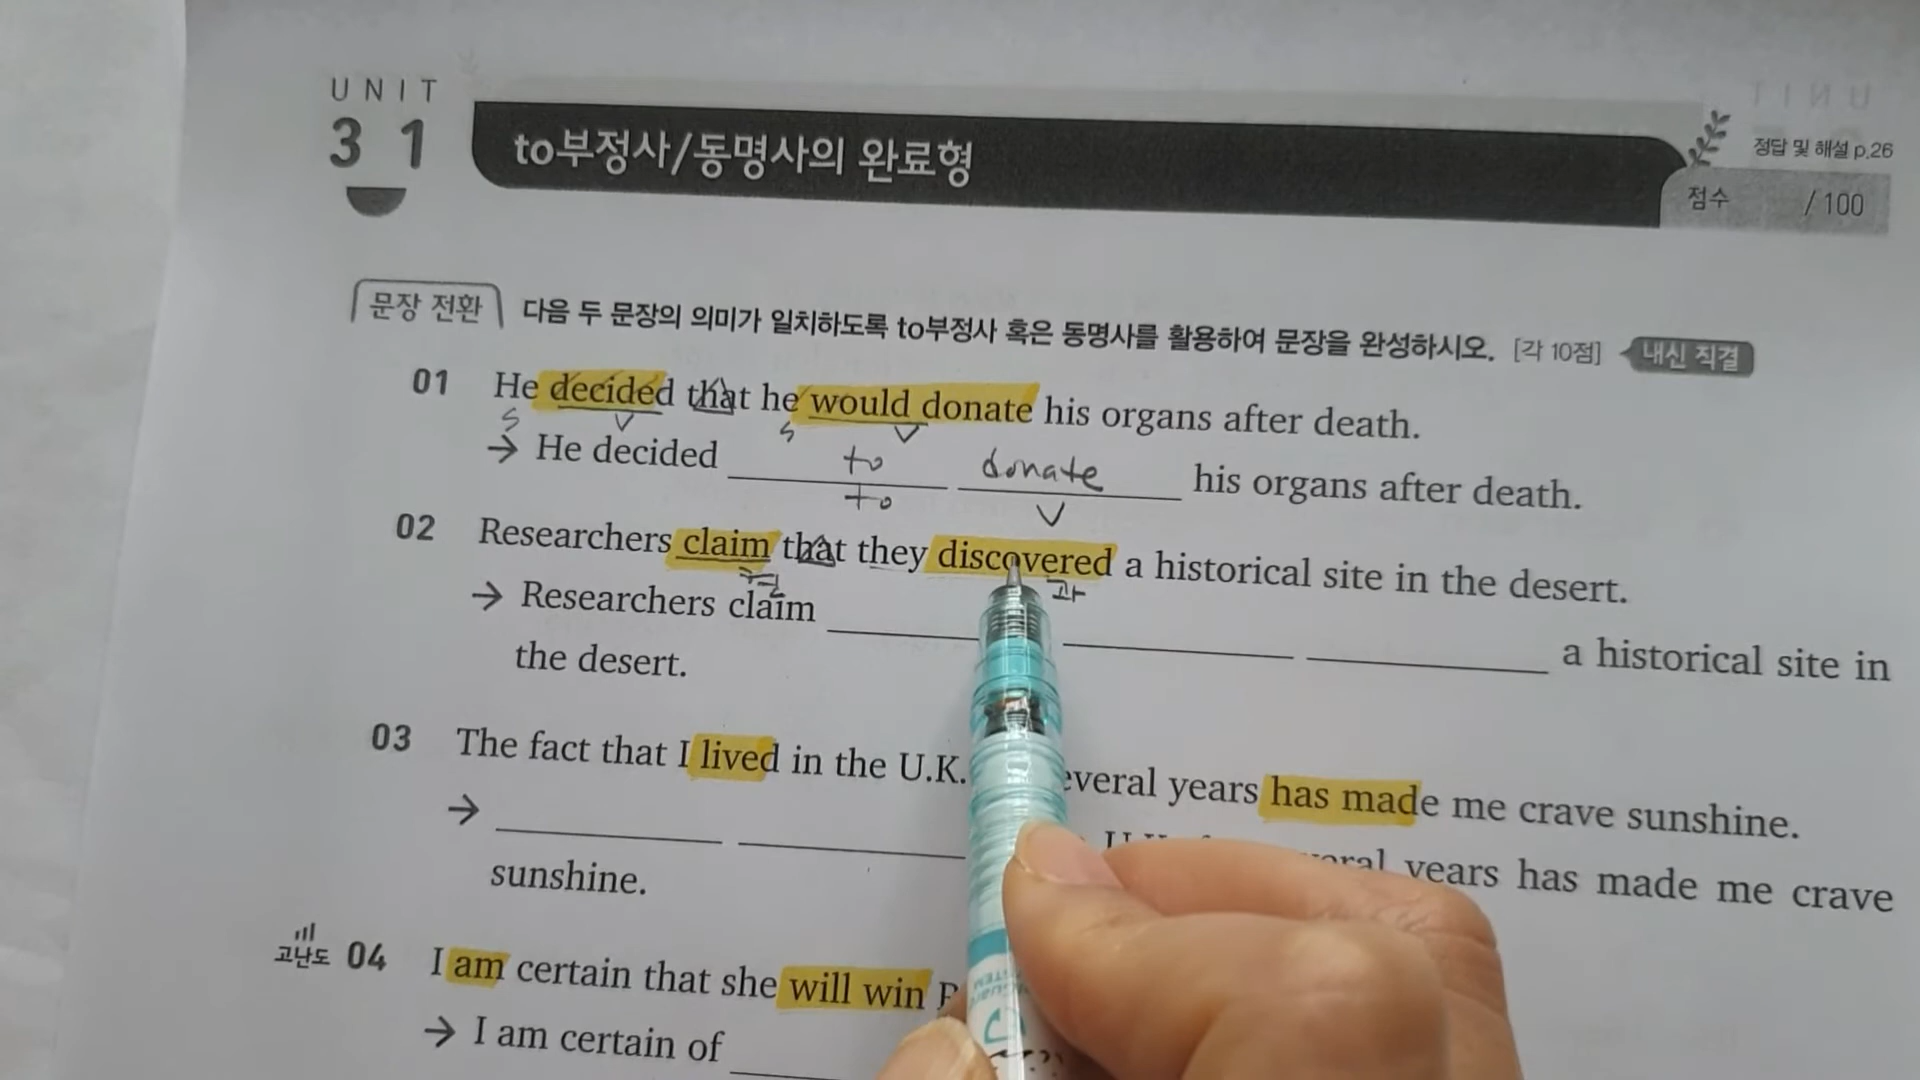 UNIT
31
to부정사/동명사의 완료형
정답 및 해설 p.26
점수 / 100
문장 전환 다음 두 문장의 의미가 일치하도록 to부정사 혹은 동명사를 활용하여 문장을 완성하시오. [각 10점] 내신 직결
01 He decided that he would donate his organs after death.
S V S V
→ He decided to donate his organs after death.
to V
02 Researchers claim that they discovered a historical site in the desert.
현 과
→ Researchers claim a historical site in
the desert.
03 The fact that I lived in the U.K. several years has made me crave sunshine.
→ years has made me crave
sunshine.
고난도 04 I am certain that she will win
→ I am certain of